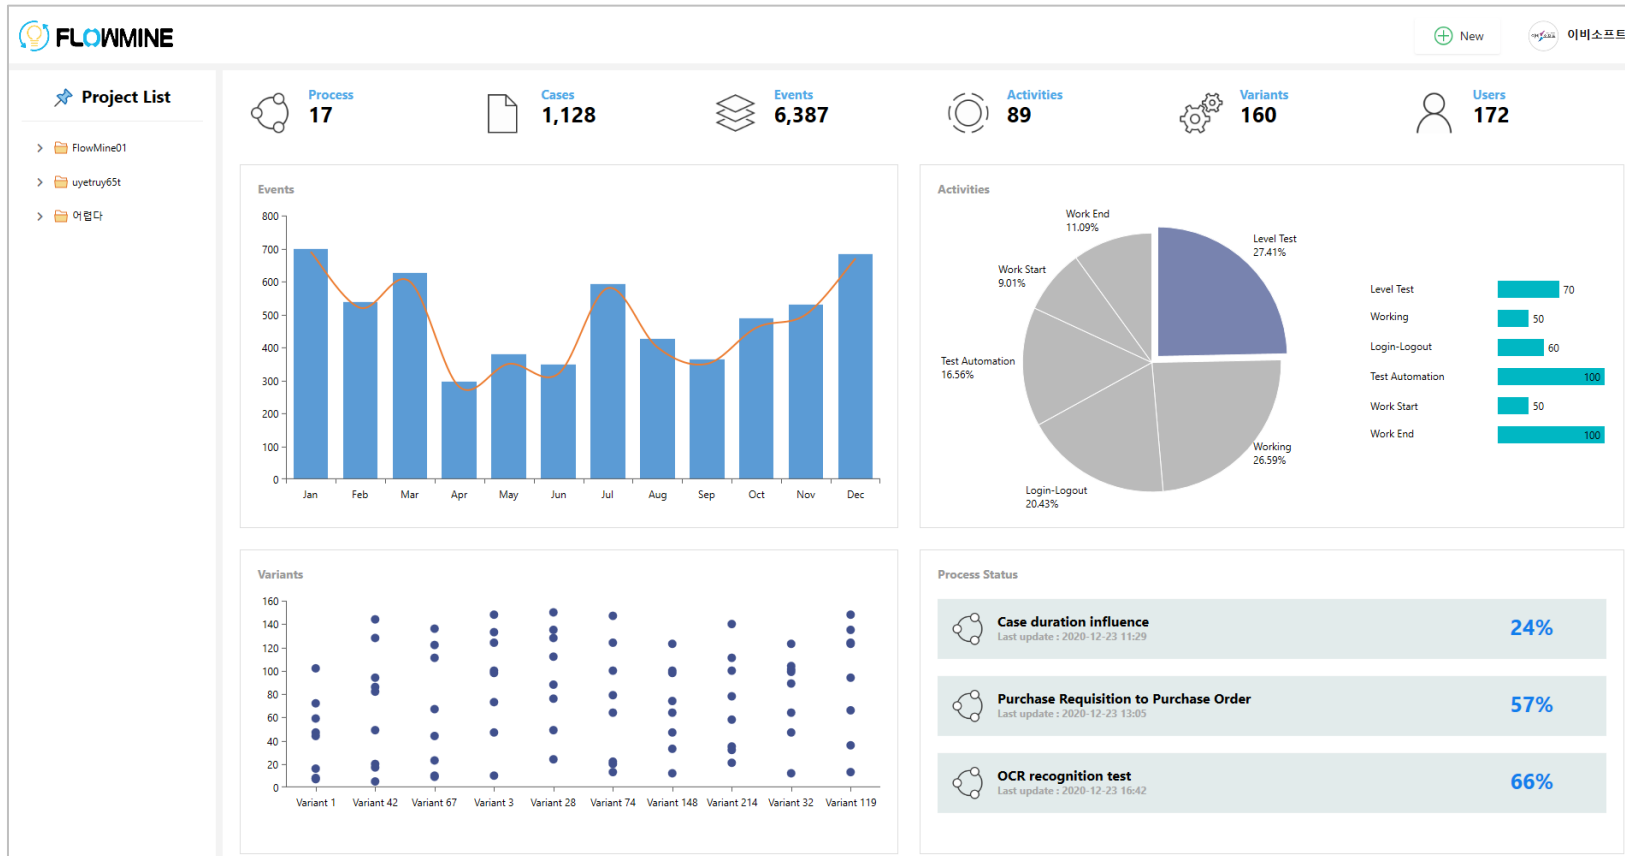 FLOWMINE
New
이비소프트
Project List
FlowMine01
uyetruy65t
어렵다
Process
17
Cases
1,128
Events
6,387
Activities
89
Variants
160
Users
172
Events
800
700
600
500
400
300
200
100
0
Jan Feb Mar Apr May Jun Jul Aug Sep Oct Nov Dec
Activities
Work End
11.09%
Level Test
27.41%
Work Start
9.01%
Test Automation
16.56%
Working
26.59%
Login-Logout
20.43%
Level Test 70
Working 50
Login-Logout 60
Test Automation 100
Work Start 50
Work End 100
Variants
160
140
120
100
80
60
40
20
0
Variant 1 Variant 42 Variant 67 Variant 3 Variant 28 Variant 74 Variant 148 Variant 214 Variant 32 Variant 119
Process Status
Case duration influence
Last update : 2020-12-23 11:29
24%
Purchase Requisition to Purchase Order
Last update : 2020-12-23 13:05
57%
OCR recognition test
Last update : 2020-12-23 16:42
66%